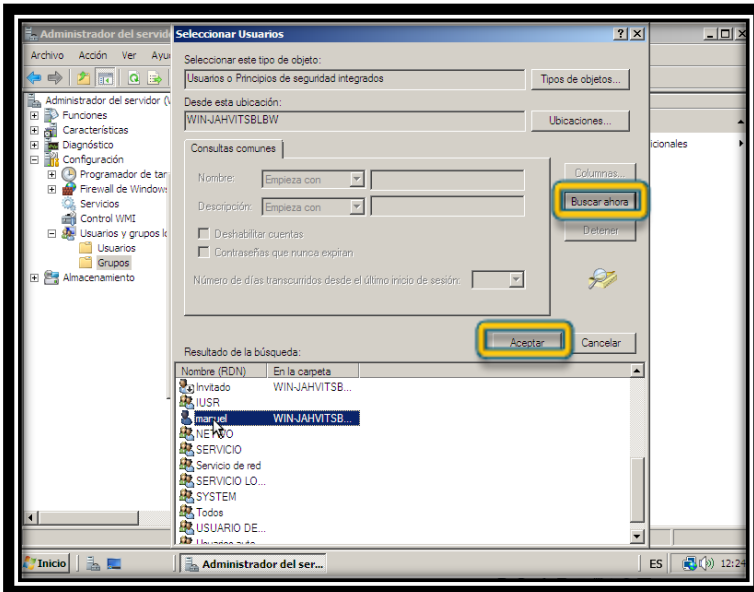 Administrador del servid
Archivo Acción Ver Ayu
Administrador del servidor (\
Funciones
Características
Diagnóstico
Configuración
Programador de tar
Firewall de Window
Servicios
Control WMI
Usuarios y grupos lo
Usuarios
Grupos
Almacenamiento
Seleccionar Usuarios
Seleccionar este tipo de objeto:
Usuarios o Principios de seguridad integrados
Tipos de objetos...
Desde esta ubicación:
WIN-JAHVITSBLBW
Ubicaciones...
Consultas comunes
Nombre: Empieza con
Descripción: Empieza con
Deshabilitar cuentas
Contraseñas que nunca expiran
Número de días transcurridos desde el último inicio de sesión:
Columnas...
Buscar ahora
Detener
Aceptar Cancelar
Resultado de la búsqueda:
Nombre (RDN) En la carpeta
Invitado WIN-JAHVITSB...
IUSR
manuel WIN-JAHVITSB...
SERVICIO
Servicio de red
SERVICIO LO...
SYSTEM
Todos
USUARIO DE...
Usuarios aute
icionales
Inicio
Administrador del ser...
ES
12:24